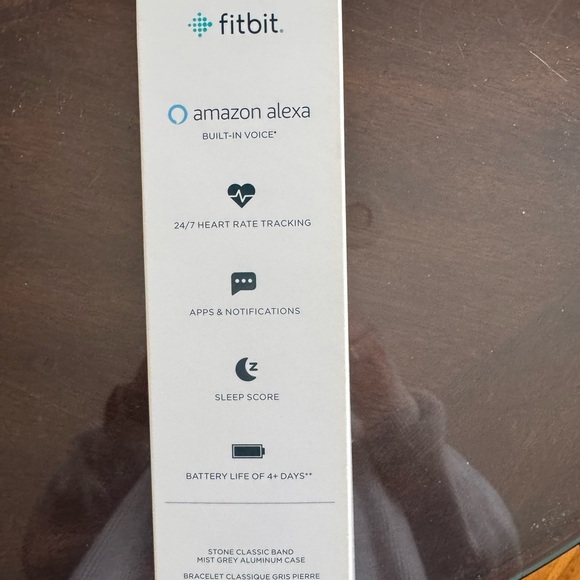 fitbit.
amazon alexa
BUILT-IN VOICE*
24/7 HEART RATE TRACKING
APPS & NOTIFICATIONS
z
SLEEP SCORE
BATTERY LIFE OF 4+ DAYS**
STONE CLASSIC BAND
MIST GREY ALUMINUM CASE
BRACELET CLASSIQUE GRIS PIERRE